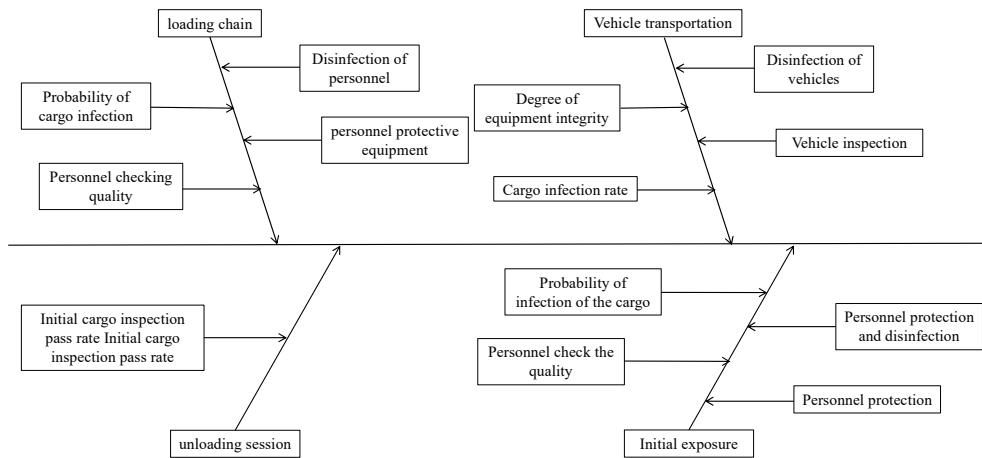 loading chain
Vehicle transportation
Disinfection of
personnel
Disinfection of
vehicles
Probability of
cargo infection
Degree of
equipment integrity
personnel protective
equipment
Vehicle inspection
Personnel checking
quality
Cargo infection rate
Probability of
infection of the cargo
Initial cargo inspection
pass rate Initial cargo
inspection pass rate
Personnel protection
and disinfection
Personnel check the
quality
Personnel protection
unloading session
Initial exposure